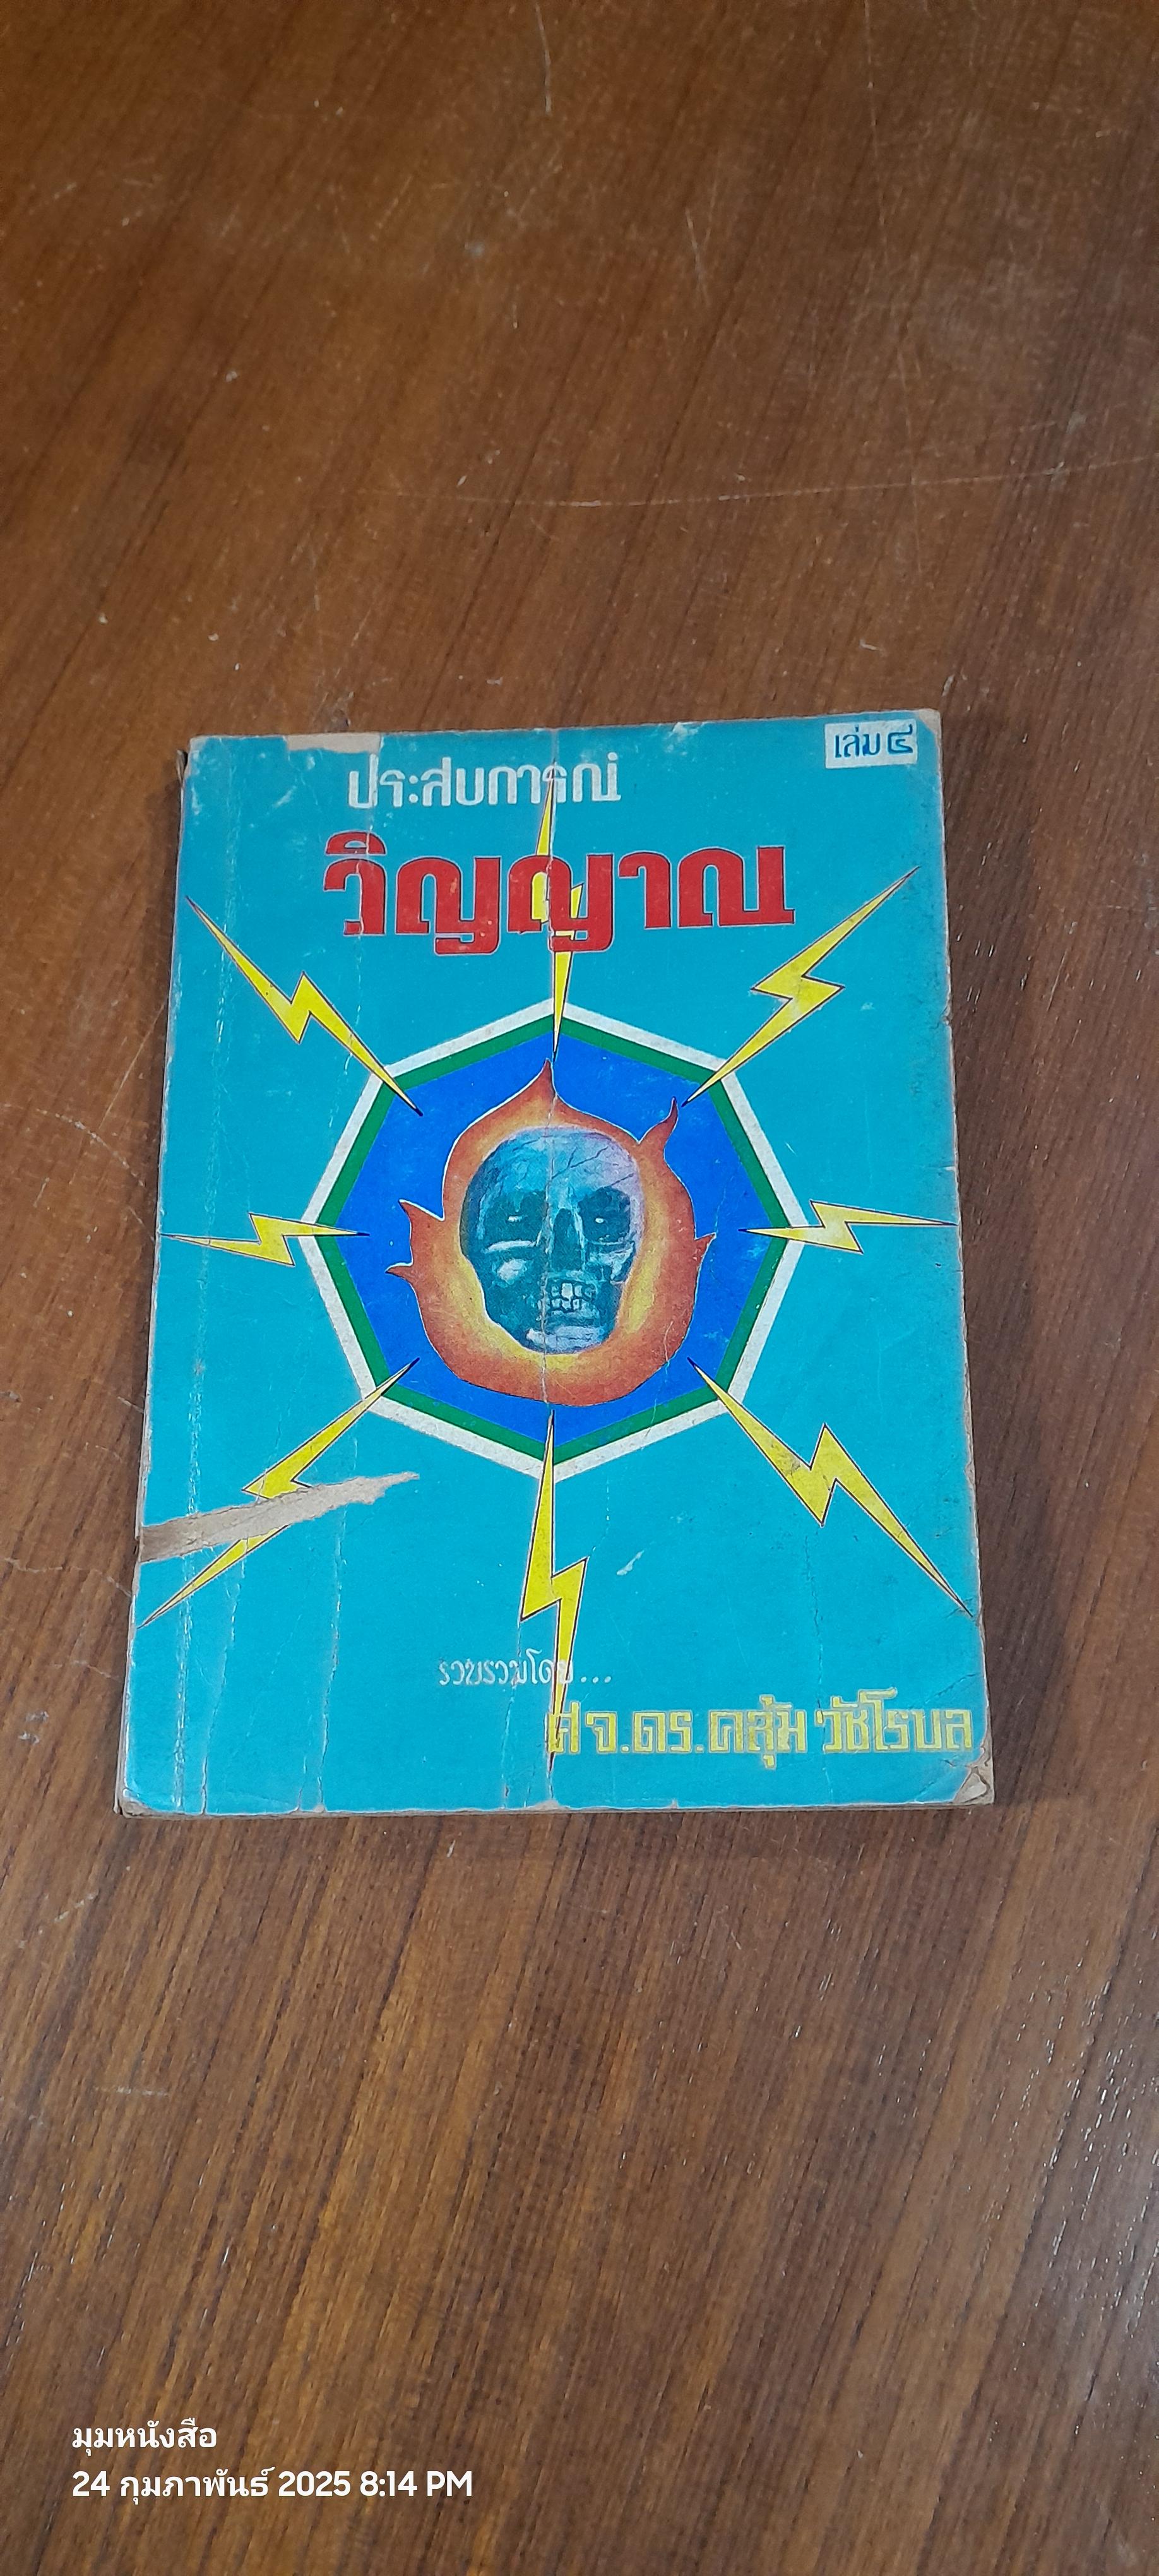 เล่ม ๔
ประสบการณ์
วิญญาณ
รวบรวมโดย...
ศจ.ดร.คลุ้ม วัชโรบล
มุมหนังสือ
24 กุมภาพันธ์ 2025 8:14 PM